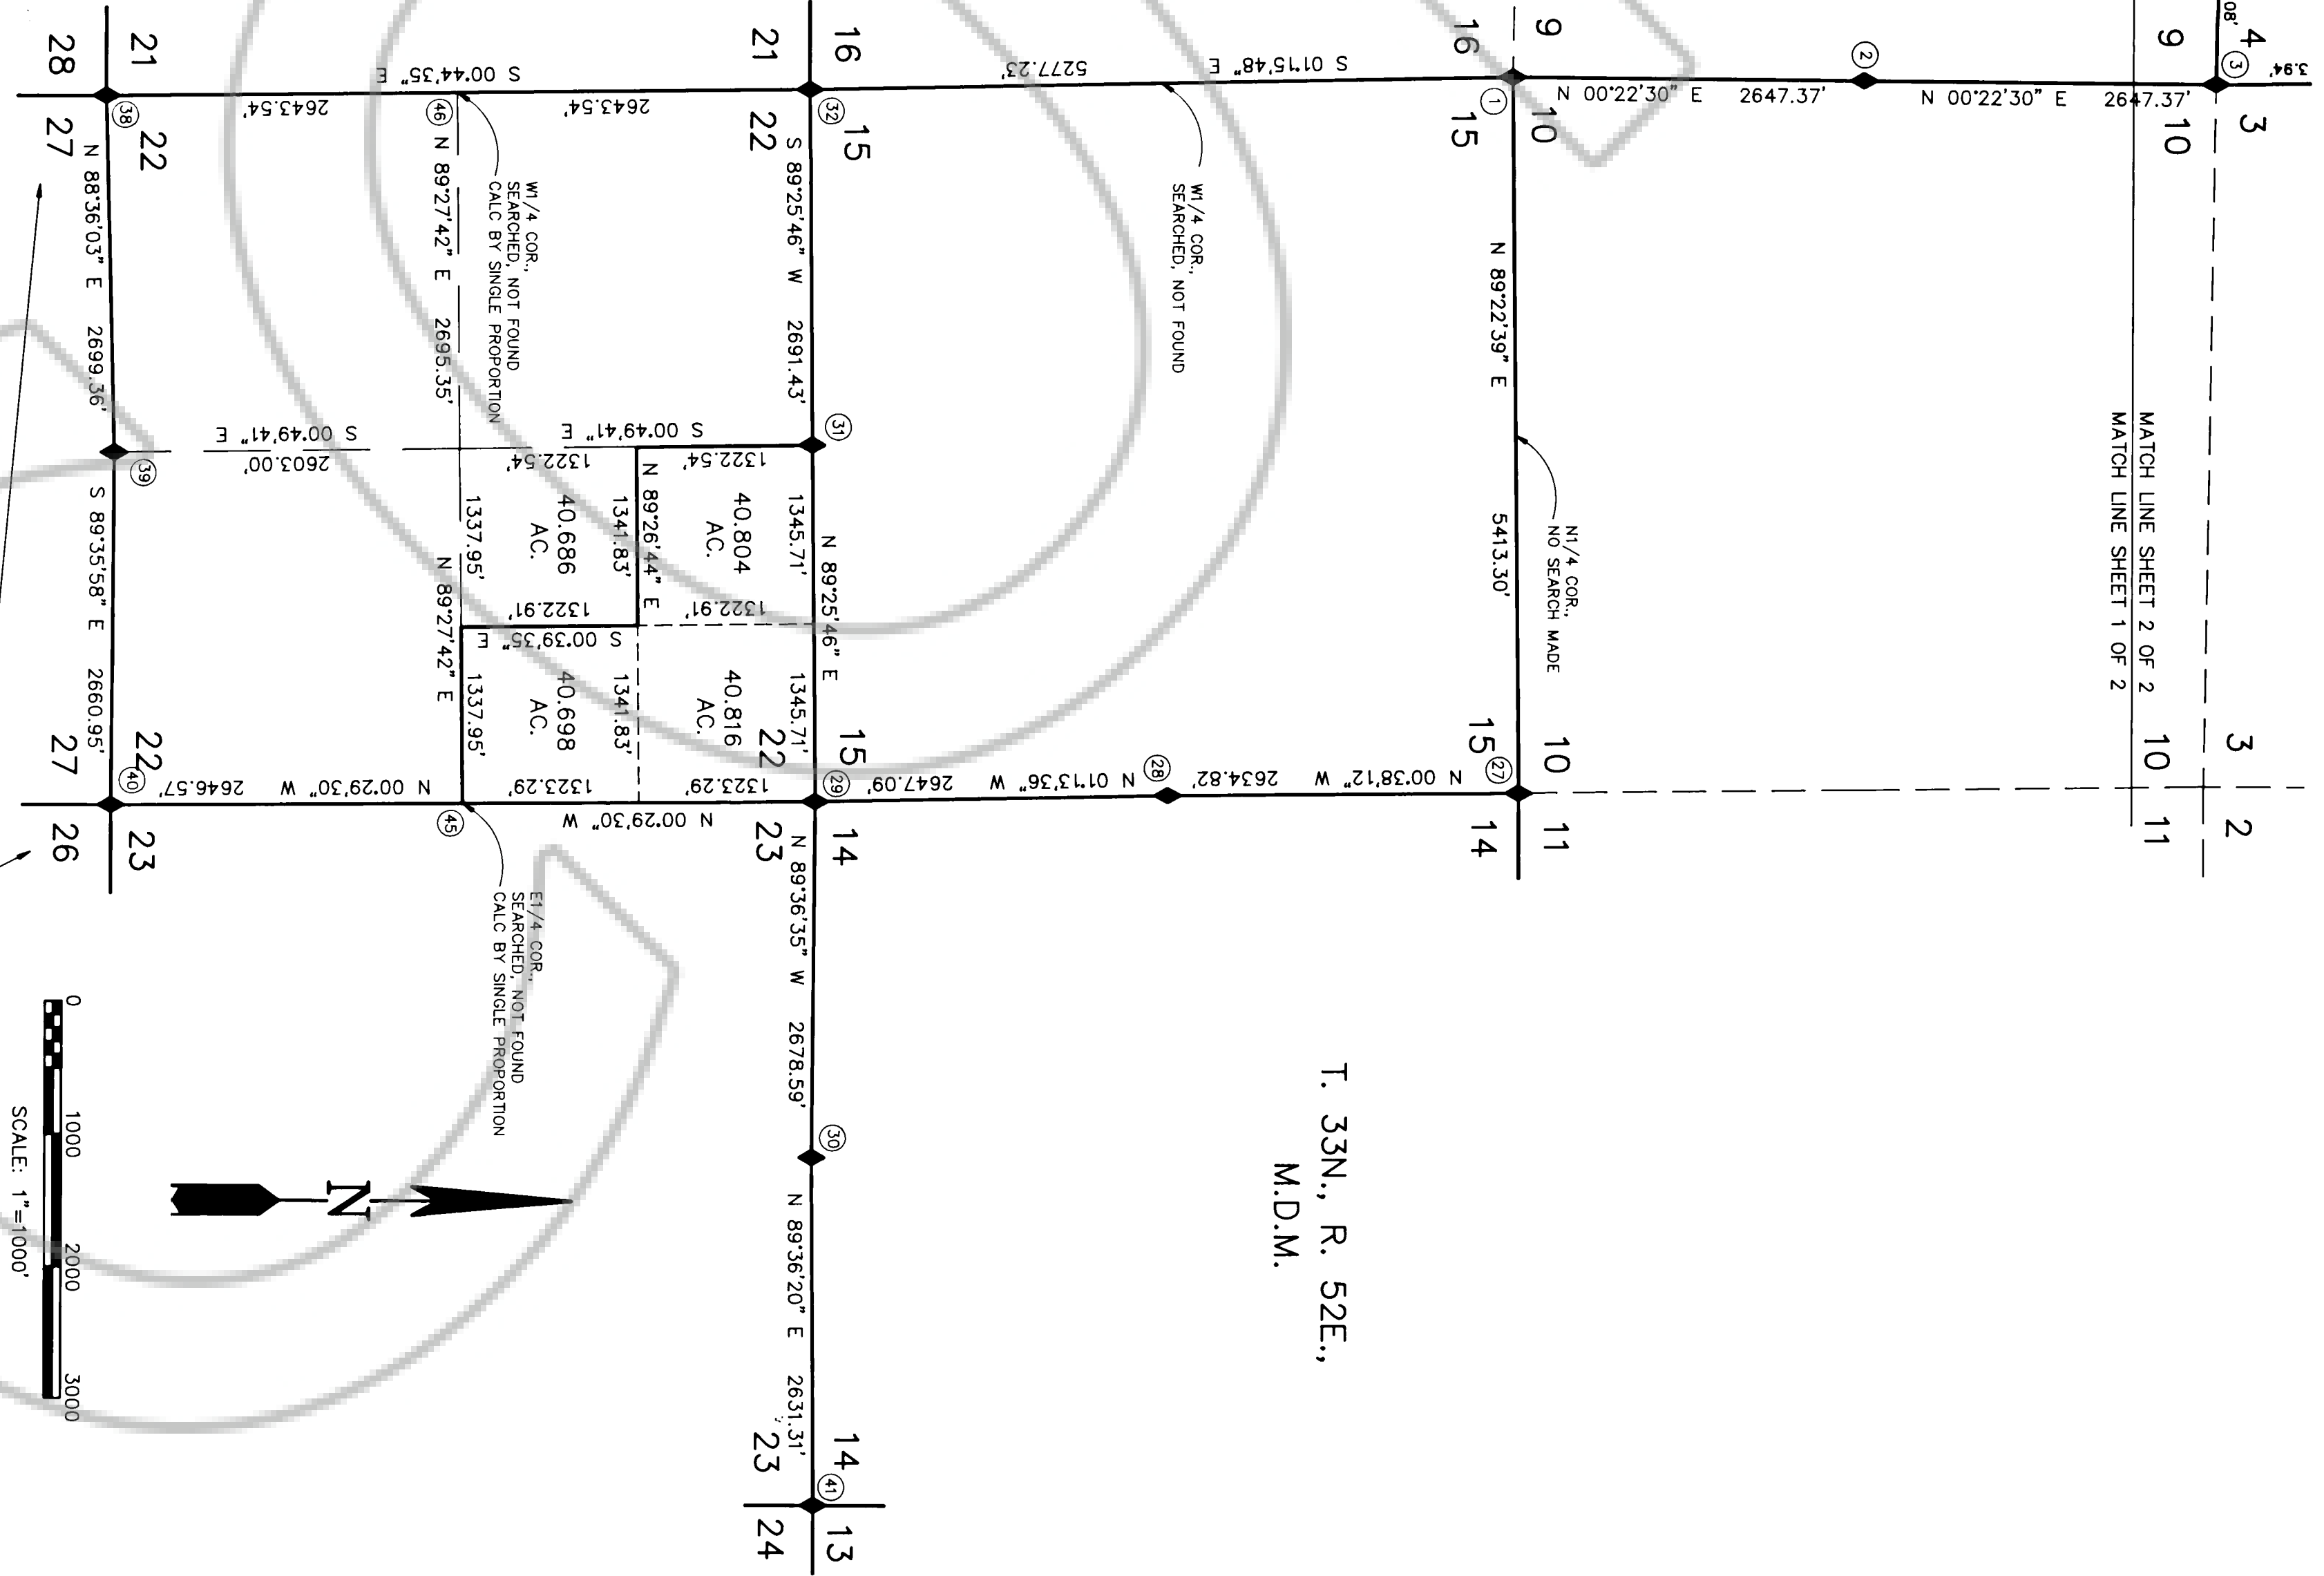 08'
3.94'
4
3
9
10
③
3
2
10
11
MATCH LINE SHEET 2 OF 2
MATCH LINE SHEET 1 OF 2
②
N 00°22'30" E 2647.37'
N 00°22'30" E 2647.37'
9
10
16
15
①
N 89°22'39" E
5413.30'
N1/4 COR.,
NO SEARCH MADE
10
11
15
14
㉗
S 01°15'48" E
5277.23'
W1/4 COR.,
SEARCHED, NOT FOUND
N 00°38'12" W
2634.82'
㉘
N 01°13'36" W
2647.09'
T. 33N., R. 52E.,
M.D.M.
16
15
21
22
㉜
S 89°25'46" W 2691.43'
㉛
N 89°25'46" E
1345.71'
1345.71'
15
14
22
23
㉙
N 89°36'35" W 2678.59'
㉚
N 89°36'20" E 2631.31'
14
13
23
24
㊶
1322.54'
40.804
AC.
1322.91'
40.816
AC.
1323.29'
N 89°26'44" E
1341.83'
1341.83'
S 00°49'41" E
1322.54'
40.686
AC.
1322.91'
S 00°39'35" E
40.698
AC.
1323.29'
N 00°29'30" W
1337.95'
1337.95'
N 89°27'42" E
W1/4 COR.,
SEARCHED, NOT FOUND
CALC BY SINGLE PROPORTION
S 00°44'35" E
2643.54'
2643.54'
㊻
N 89°27'42" E 2695.35'
E1/4 COR.,
SEARCHED, NOT FOUND
CALC BY SINGLE PROPORTION
㊺
S 00°49'41" E
2603.00'
N 00°29'30" W
2646.57'
21
22
28
27
㊳
N 88°36'03" E 2699.36'
㊴
S 89°35'58" E 2660.95'
22
23
27
26
㊵
N
0
1000
2000
3000
SCALE: 1"=1000'